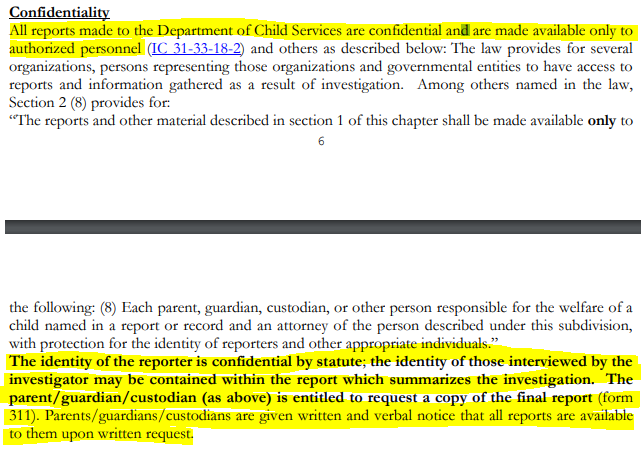 Confidentiality
All reports made to the Department of Child Services are confidential and are made available only to
authorized personnel (IC 31-33-18-2) and others as described below: The law provides for several
organizations, persons representing those organizations and governmental entities to have access to
reports and information gathered as a result of investigation.  Among others named in the law,
Section 2 (8) provides for:
“The reports and other material described in section 1 of this chapter shall be made available only to
6
the following: (8) Each parent, guardian, custodian, or other person responsible for the welfare of a
child named in a report or record and an attorney of the person described under this subdivision,
with protection for the identity of reporters and other appropriate individuals.”
The identity of the reporter is confidential by statute; the identity of those interviewed by the
investigator may be contained within the report which summarizes the investigation.  The
parent/guardian/custodian (as above) is entitled to request a copy of the final report (form
311). Parents/guardians/custodians are given written and verbal notice that all reports are available
to them upon written request.